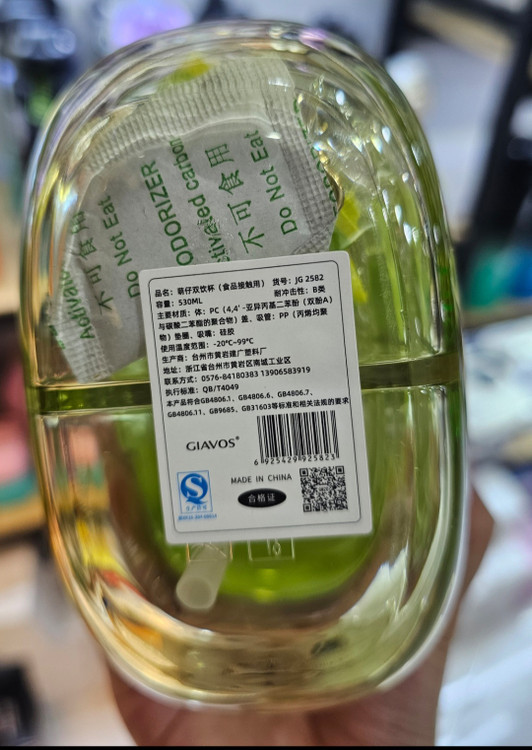 Activated
不可食用
Do Not Eat
ODORIZER
Activated Carbon
不可食用
Do Not Eat
品名：萌仔双饮杯（食品接触用） 货号：JG 2582
容量：530ML 耐冲击性：B类
主要材质：体：PC（4,4'-亚异丙基二苯酚（双酚A）
与碳酸二苯酯的聚合物）盖、吸管：PP（丙烯均聚
物）垫圈、吸嘴：硅胶
使用温度范围：-20℃~99℃
生产商：台州市黄岩建广塑料厂
地址：浙江省台州市黄岩区南城工业区
联系方式：0576-84180383 13906583919
执行标准：QB/T4049
本产品符合GB4806.1、GB4806.6、GB4806.7、
GB4806.11、GB9685、GB31603等标准和相关法规的要求
GIAVOS®
6 925429 925823
MADE IN CHINA
合格证